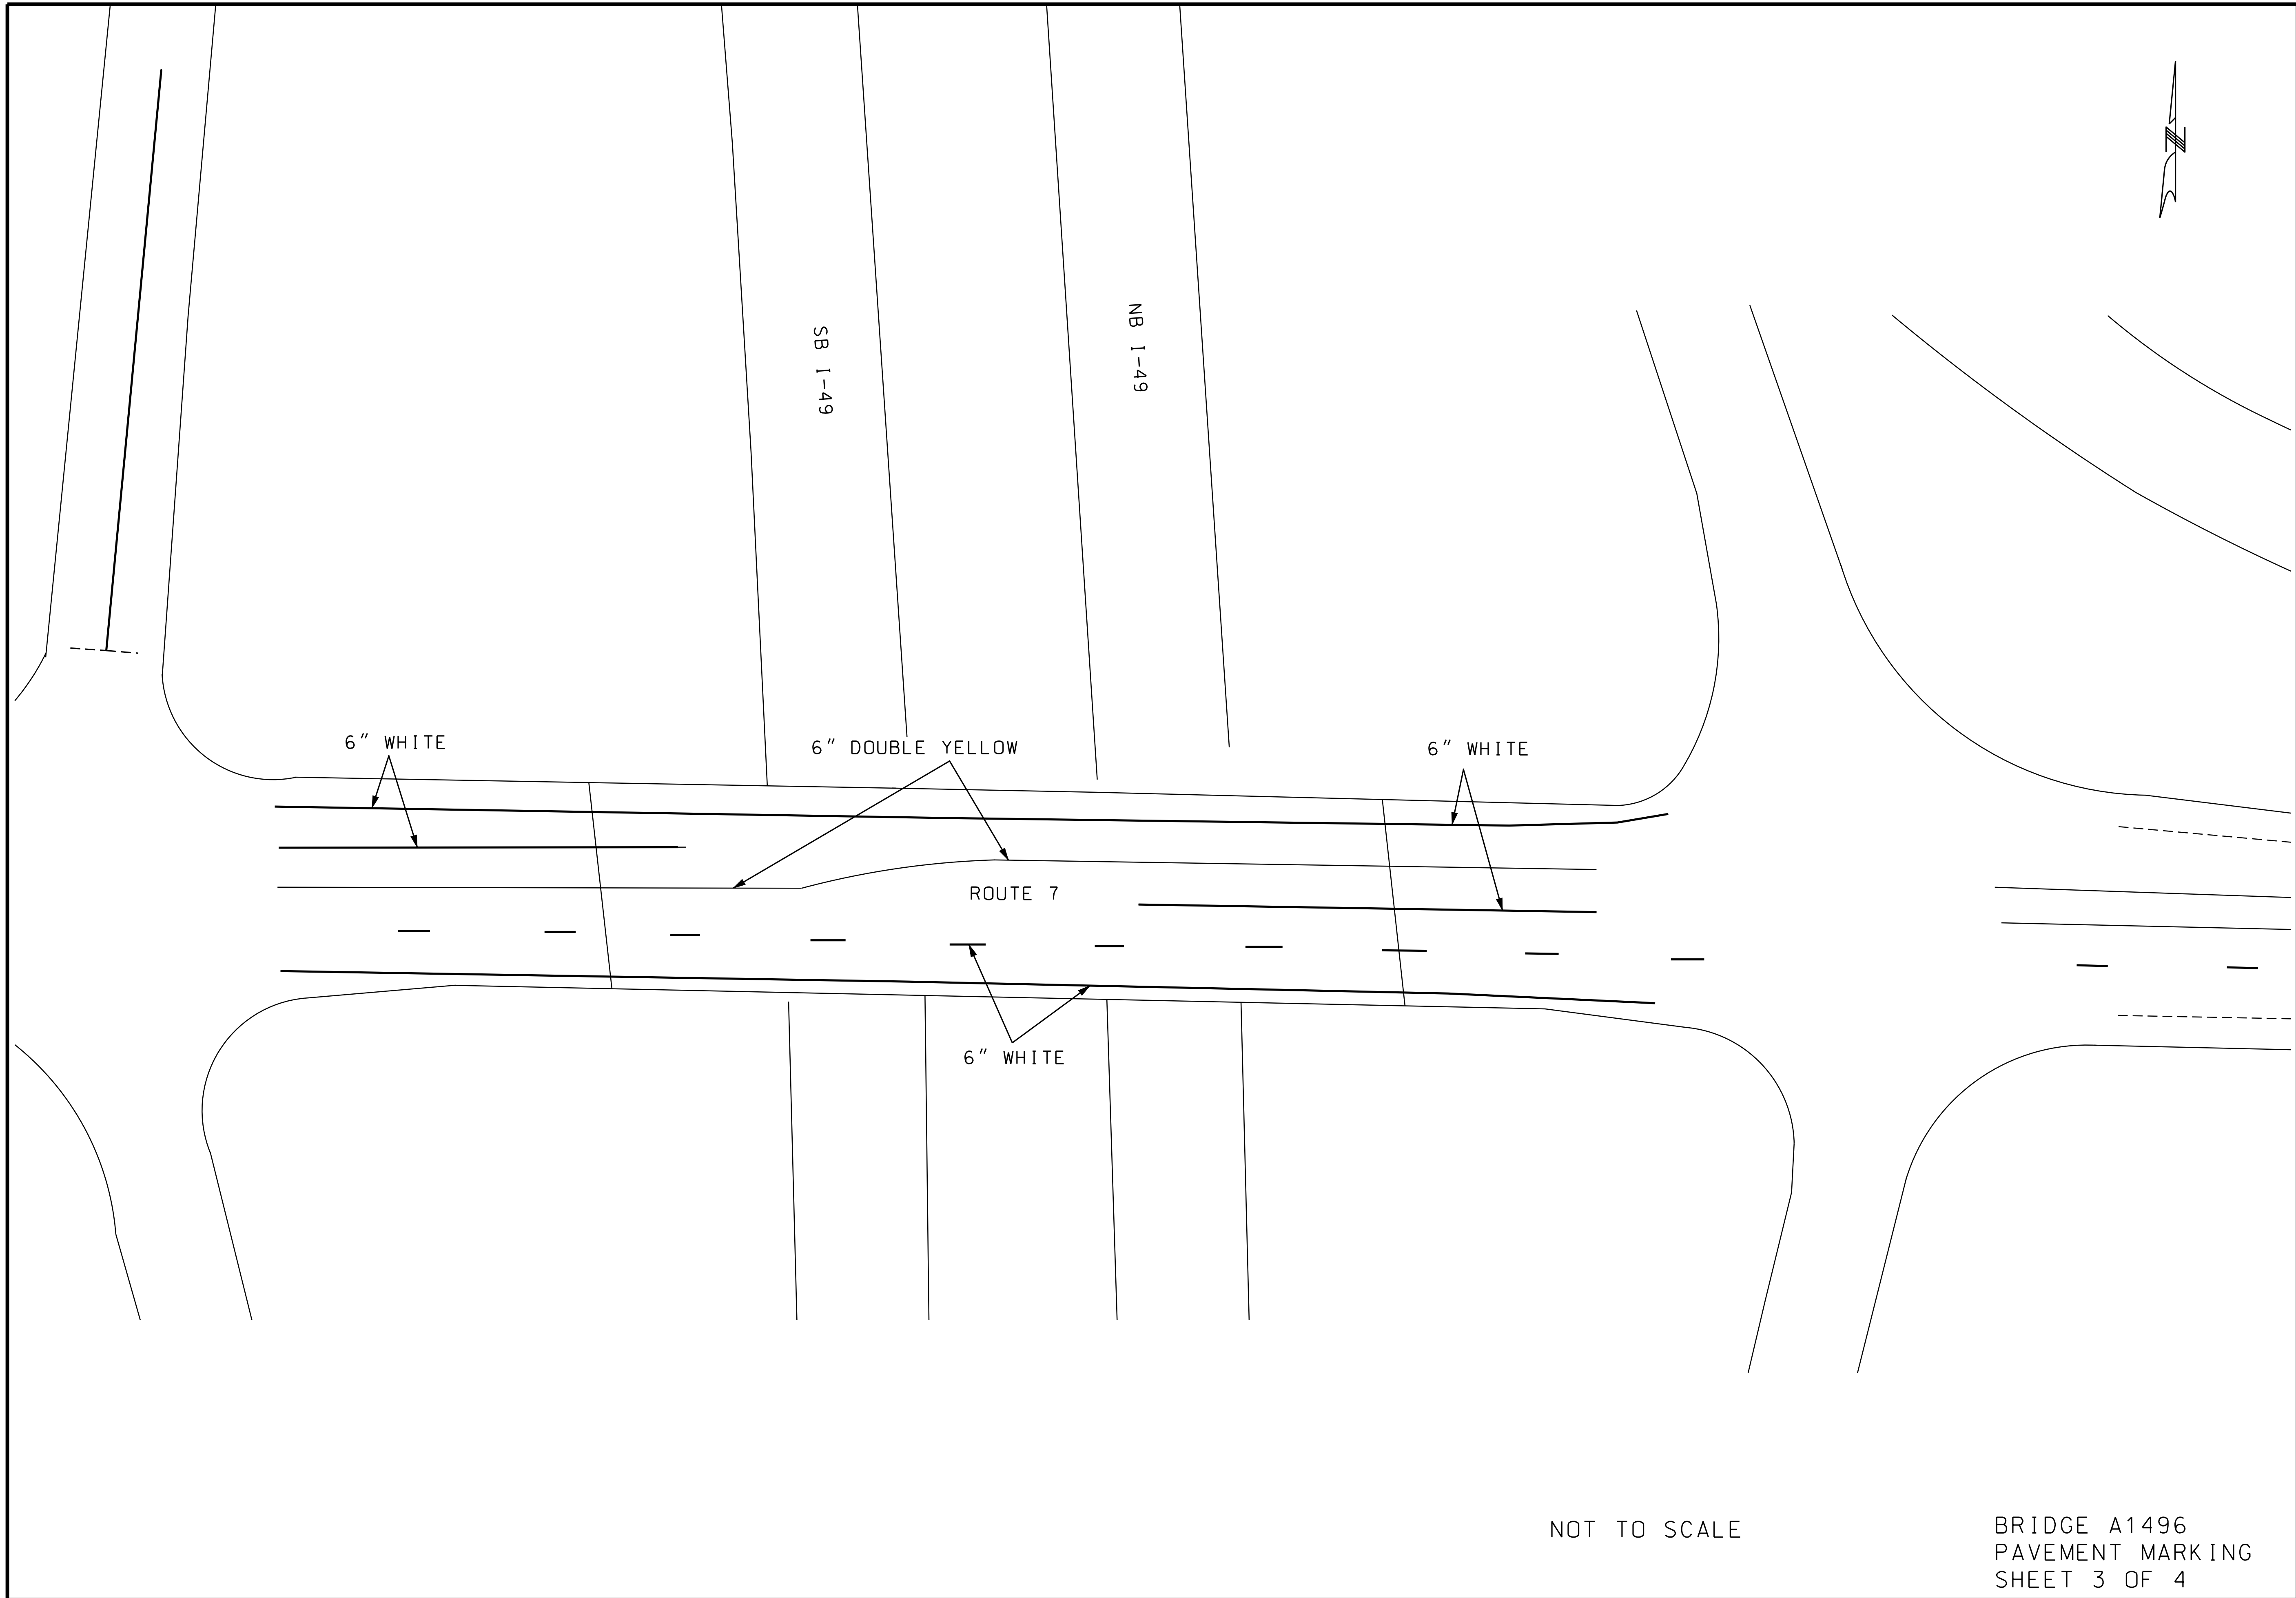 N
NB I-49
SB I-49
6" WHITE
6" DOUBLE YELLOW
6" WHITE
ROUTE 7
6" WHITE
NOT TO SCALE
BRIDGE A1496
PAVEMENT MARKING
SHEET 3 OF 4